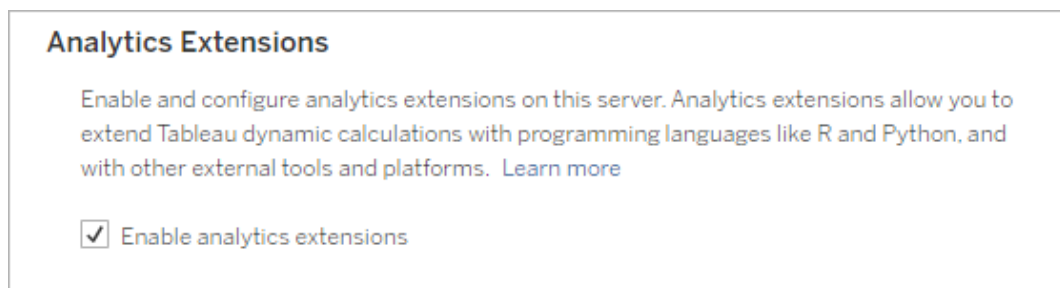 Analytics Extensions
Enable and configure analytics extensions on this server. Analytics extensions allow you to
extend Tableau dynamic calculations with programming languages like R and Python, and
with other external tools and platforms. Learn more
Enable analytics extensions